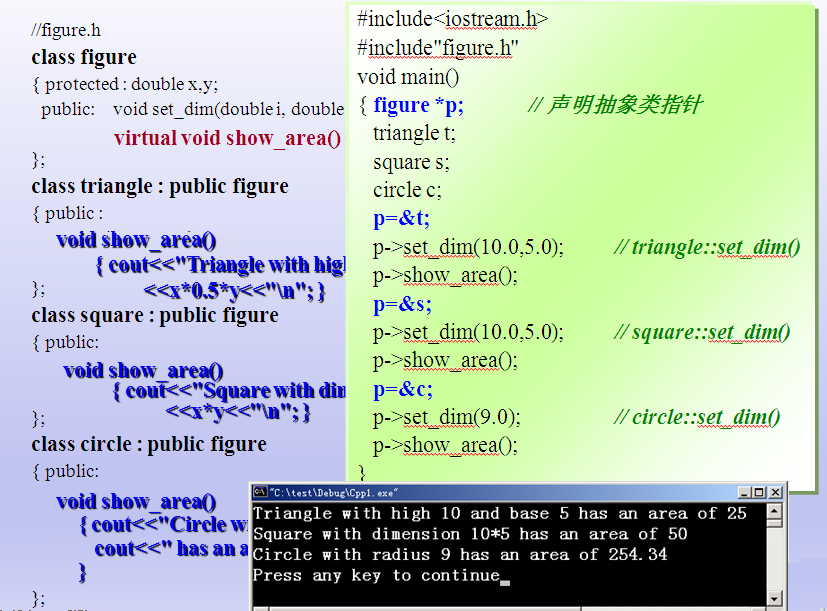 //figure.h
class figure
{ protected : double x,y;
public: void set_dim(double i, double
virtual void show_area()
};
class triangle : public figure
{ public :
void show_area()
{ cout<<"Triangle with high
<<x*0.5*y<<"\n"; }
};
class square : public figure
{ public:
void show_area()
{ cout<<"Square with dim
<<x*y<<"\n"; }
};
class circle : public figure
{ public:
void show_area()
{ cout<<"Circle wi
cout<<" has an a
}
};
#include<iostream.h>
#include"figure.h"
void main()
{ figure *p; // 声明抽象类指针
triangle t;
square s;
circle c;
p=&t;
p->set_dim(10.0,5.0); // triangle::set_dim()
p->show_area();
p=&s;
p->set_dim(10.0,5.0); // square::set_dim()
p->show_area();
p=&c;
p->set_dim(9.0); // circle::set_dim()
p->show_area();
}
"C:\test\Debug\Cpp1.exe"
Triangle with high 10 and base 5 has an area of 25
Square with dimension 10*5 has an area of 50
Circle with radius 9 has an area of 254.34
Press any key to continue_